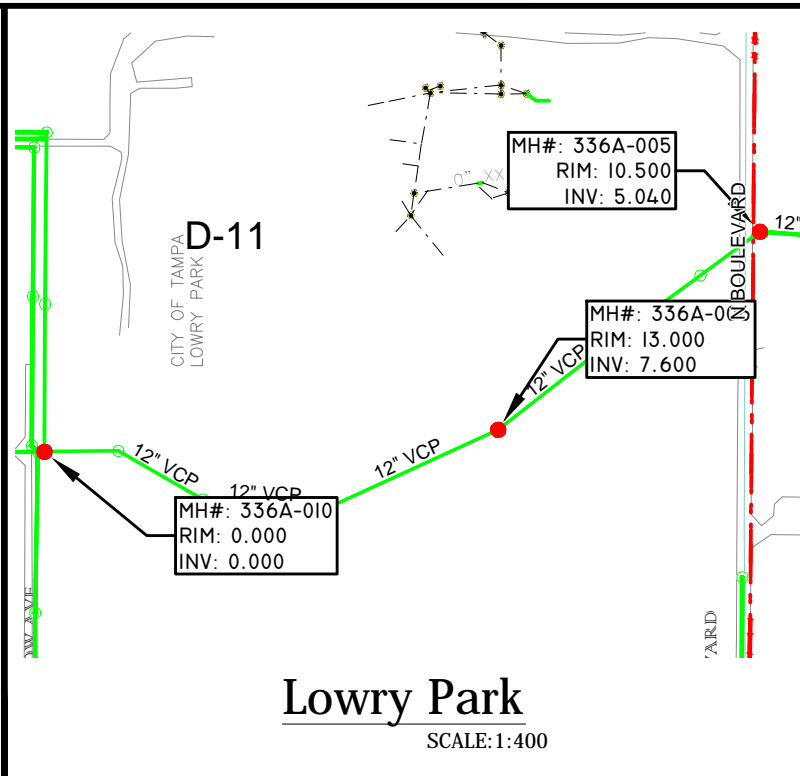 MH#: 336A-005
RIM: 10.500
INV: 5.040
0" XX
D-11
CITY OF TAMPA
LOWRY PARK
N BOULEVARD
12"
RIM: 13.000
INV: 7.600
12" VCP
12" VCP
12" VCP
12" VCP
MH#: 336A-010
RIM: 0.000
INV: 0.000
Lowry Park
SCALE:1:400